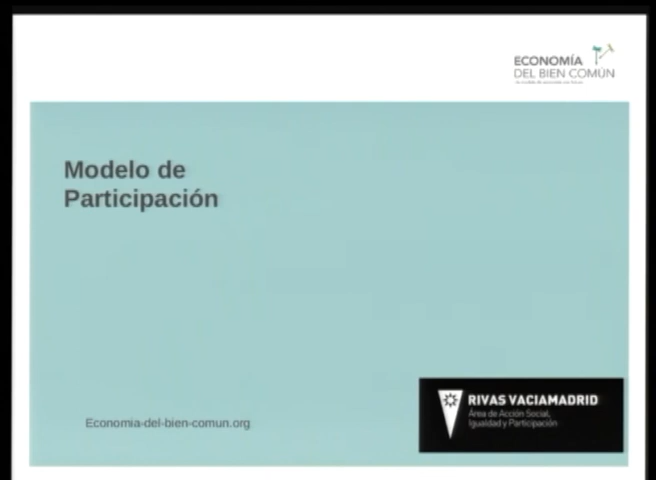 ECONOMÍA
DEL BIEN COMÚN
Modelo de
Participación
RIVAS VACIAMADRID
Área de Acción Social,
Igualdad y Participación
Economia-del-bien-comun.org